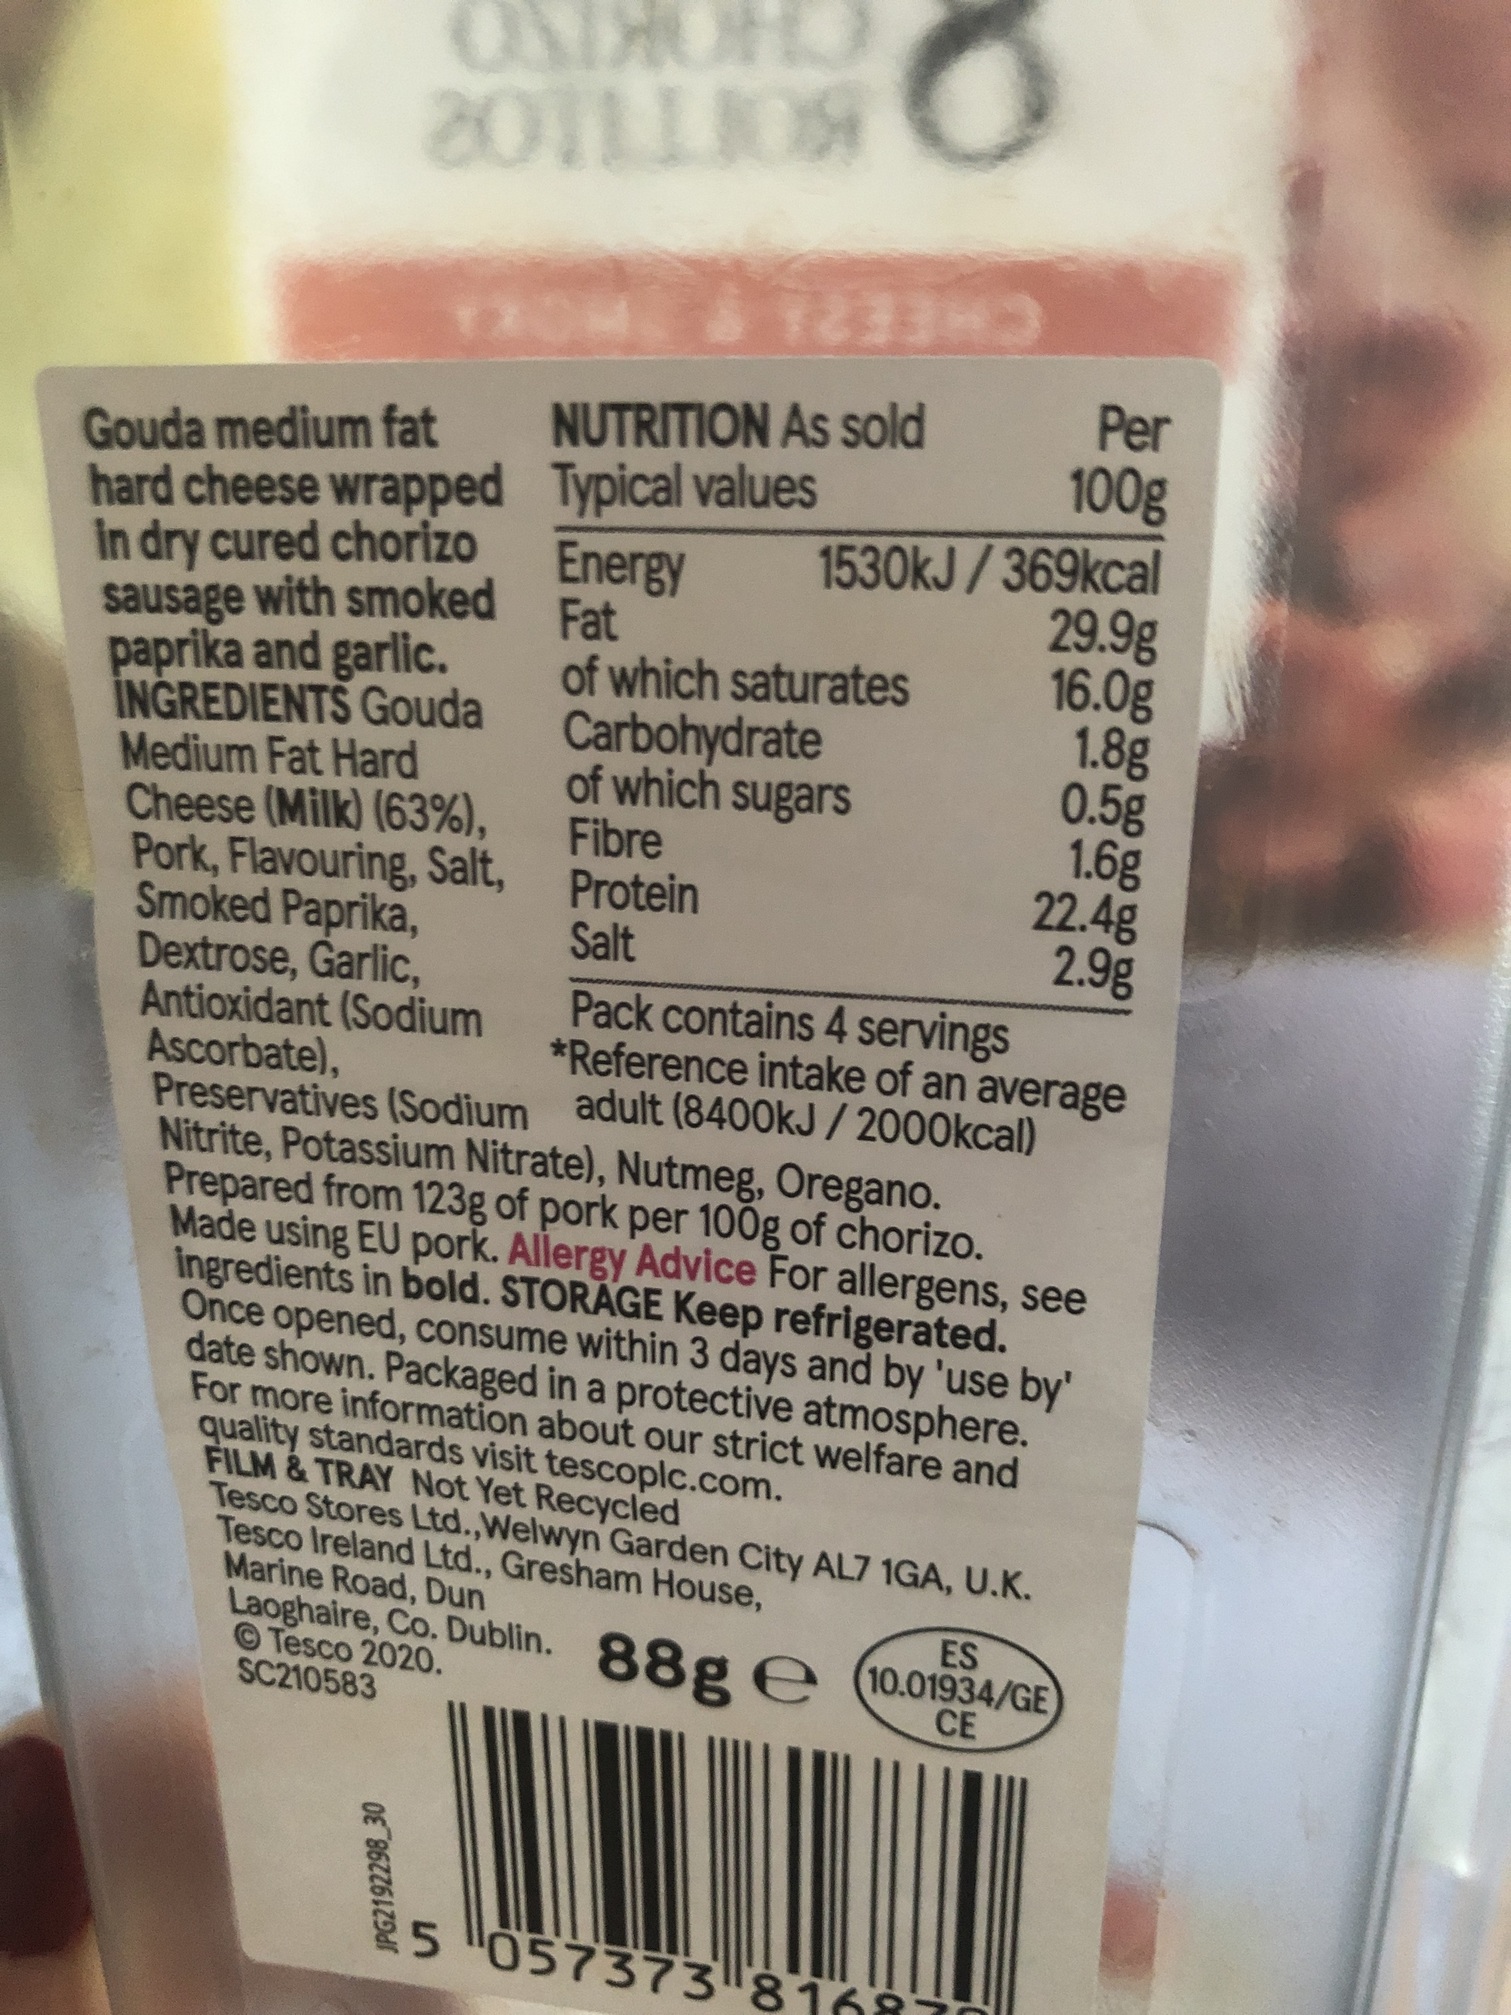 8 CHORIZO
ROLLITOS
CHEESY & SMOKY
Gouda medium fat
hard cheese wrapped
in dry cured chorizo
sausage with smoked
paprika and garlic.
INGREDIENTS Gouda
Medium Fat Hard
Cheese (Milk) (63%),
Pork, Flavouring, Salt,
Smoked Paprika,
Dextrose, Garlic,
Antioxidant (Sodium
Ascorbate),
Preservatives (Sodium
Nitrite, Potassium Nitrate), Nutmeg, Oregano.
Prepared from 123g of pork per 100g of chorizo.
Made using EU pork. Allergy Advice For allergens, see
ingredients in bold. STORAGE Keep refrigerated.
Once opened, consume within 3 days and by 'use by'
date shown. Packaged in a protective atmosphere.
For more information about our strict welfare and
quality standards visit tescoplc.com.
FILM & TRAY Not Yet Recycled
Tesco Stores Ltd.,Welwyn Garden City AL7 1GA, U.K.
Tesco Ireland Ltd., Gresham House,
Marine Road, Dun
Laoghaire, Co. Dublin.
© Tesco 2020.
SC210583
NUTRITION As sold Per
Typical values 100g
Energy 1530kJ / 369kcal
Fat 29.9g
of which saturates 16.0g
Carbohydrate 1.8g
of which sugars 0.5g
Fibre 1.6g
Protein 22.4g
Salt 2.9g
Pack contains 4 servings
*Reference intake of an average
adult (8400kJ / 2000kcal)
88g e
ES
10.01934/GE
CE
JPG2192298_30
5 057373